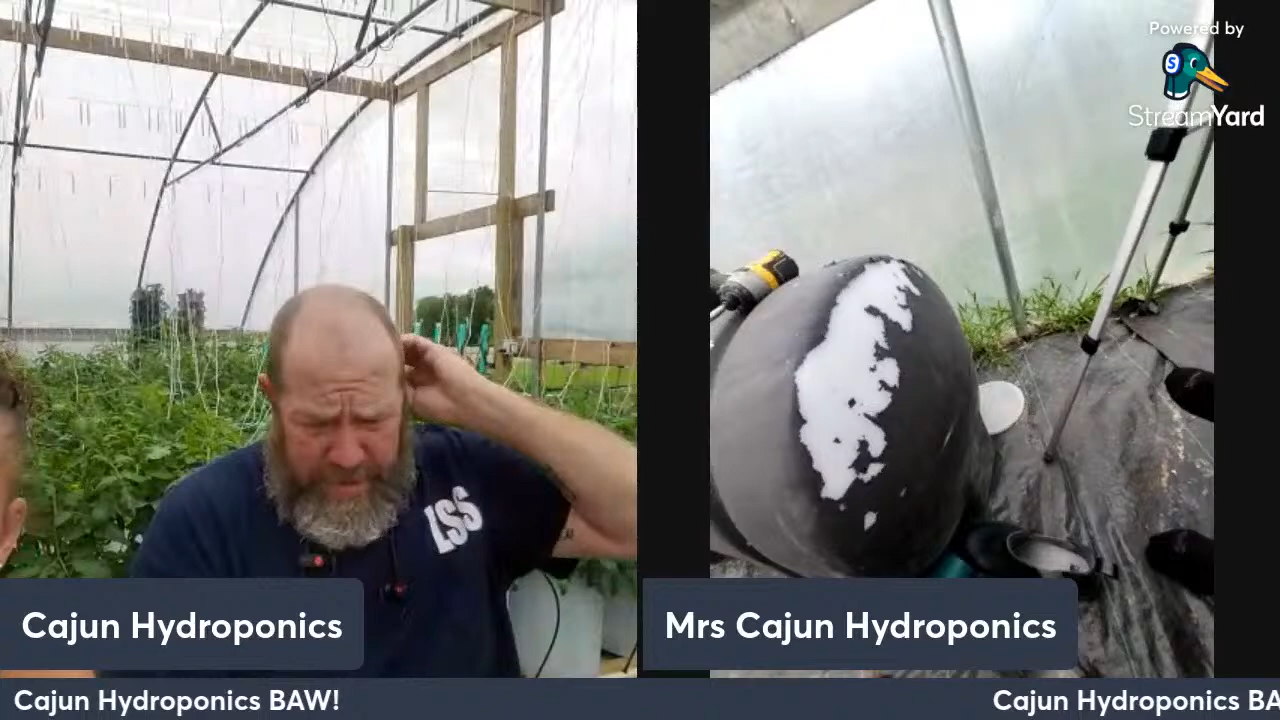 Powered by
S
StreamYard
LSS
Cajun Hydroponics
Mrs Cajun Hydroponics
Cajun Hydroponics BAW!
Cajun Hydroponics BA